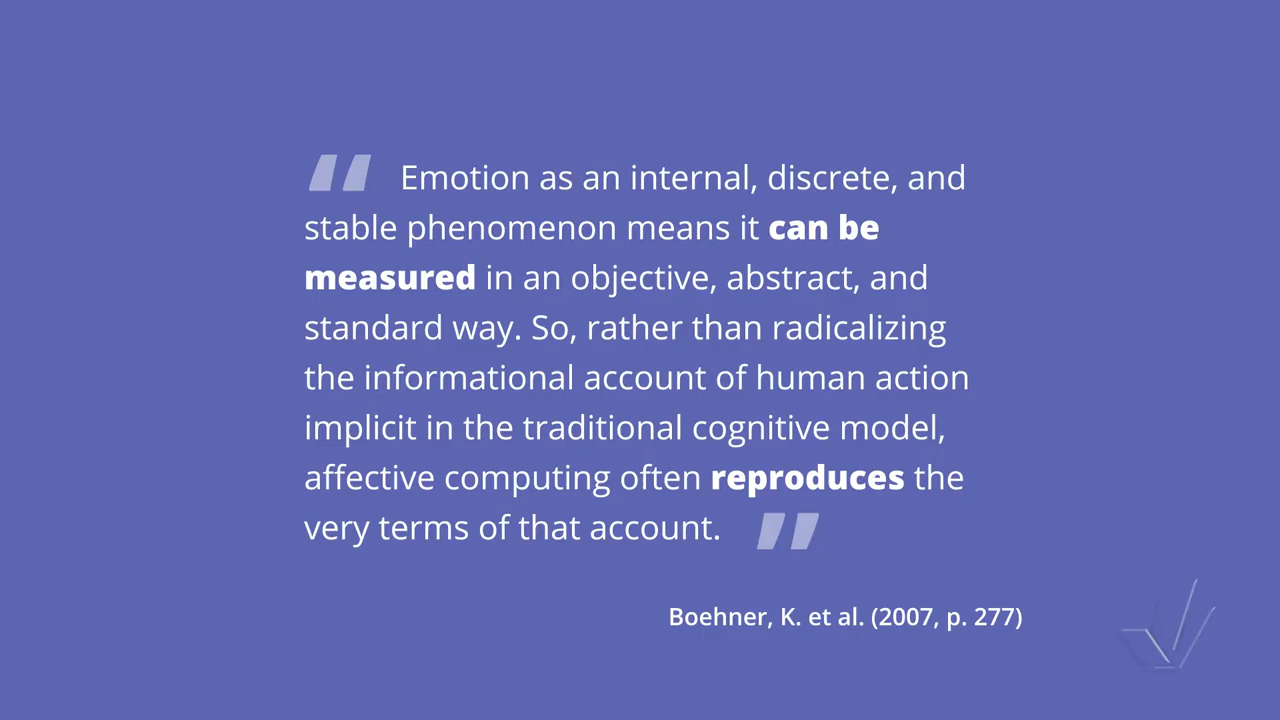 “ Emotion as an internal, discrete, and
stable phenomenon means it can be
measured in an objective, abstract, and
standard way. So, rather than radicalizing
the informational account of human action
implicit in the traditional cognitive model,
affective computing often reproduces the
very terms of that account. ”
Boehner, K. et al. (2007, p. 277)